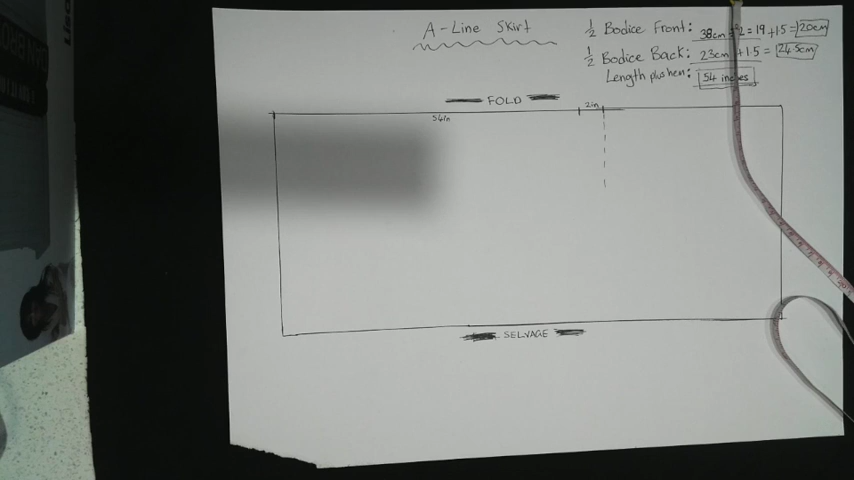 A-Line Skirt
½ Bodice Front: 38cm ÷ 2 = 19 + 1.5 = 20cm
½ Bodice Back: 23cm + 1.5 = 24.5cm
Length plus hem: 54 inches
FOLD
54in
2in
SELVAGE